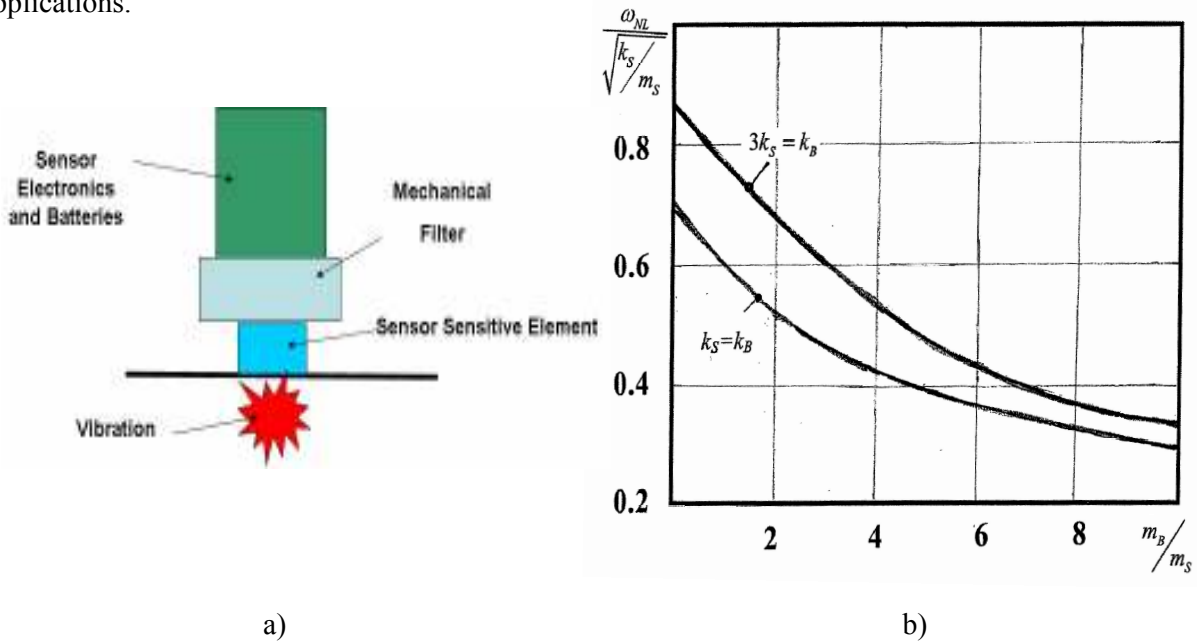 pplications.
Sensor
Electronics
and Batteries
Mechanical
Filter
Sensor Sensitive Element
Vibration
a)
ω_NL
√k_S/m_S
0.8
0.6
0.4
0.2
3k_S = k_B
k_S=k_B
2 4 6 8
m_B/m_S
b)